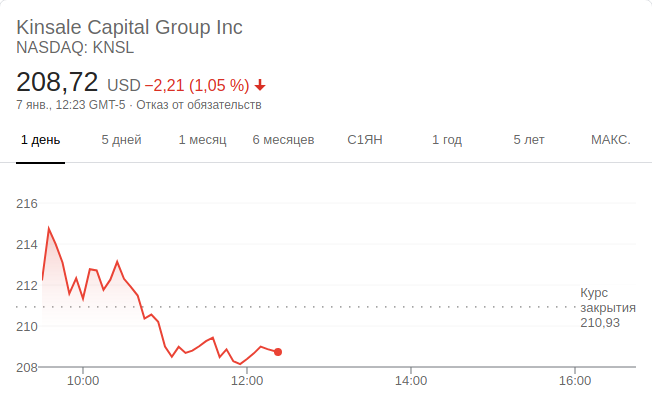 Kinsale Capital Group Inc
NASDAQ: KNSL
208,72 USD −2,21 (1,05 %)
7 янв., 12:23 GMT-5 · Отказ от обязательств
1 день 5 дней 1 месяц 6 месяцев С1ЯН 1 год 5 лет МАКС.
216
214
212
Курс
закрытия
210,93
210
208
10:00 12:00 14:00 16:00